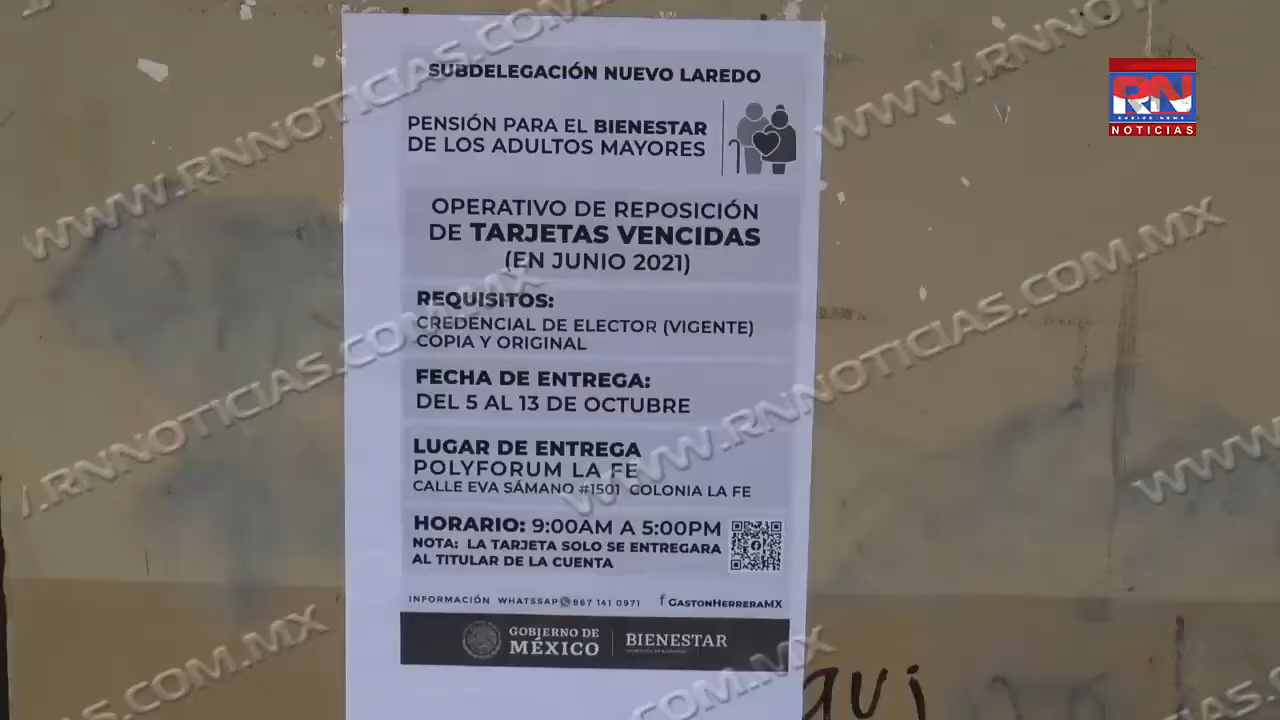 SUBDELEGACIÓN NUEVO LAREDO
PENSIÓN PARA EL BIENESTAR
DE LOS ADULTOS MAYORES
OPERATIVO DE REPOSICIÓN
DE TARJETAS VENCIDAS
(EN JUNIO 2021)
REQUISITOS:
CREDENCIAL DE ELECTOR (VIGENTE)
COPIA Y ORIGINAL
FECHA DE ENTREGA:
DEL 5 AL 13 DE OCTUBRE
LUGAR DE ENTREGA
POLYFORUM LA FE
CALLE EVA SÁMANO #1501 COLONIA LA FE
HORARIO: 9:00AM A 5:00PM
NOTA: LA TARJETA SOLO SE ENTREGARA
AL TITULAR DE LA CUENTA
INFORMACIÓN WHATSSAP 867 141 0971 f GASTONHERRERAMX
GOBIERNO DE
MÉXICO
BIENESTAR
RN
NOTICIAS
WWW.RNNOTICIAS.COM.MX
aquí